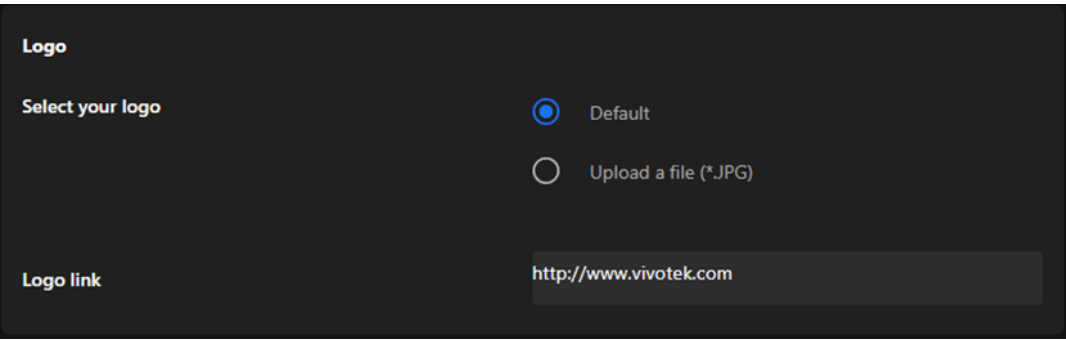 Logo
Select your logo
Default
Upload a file (*.JPG)
Logo link
http://www.vivotek.com